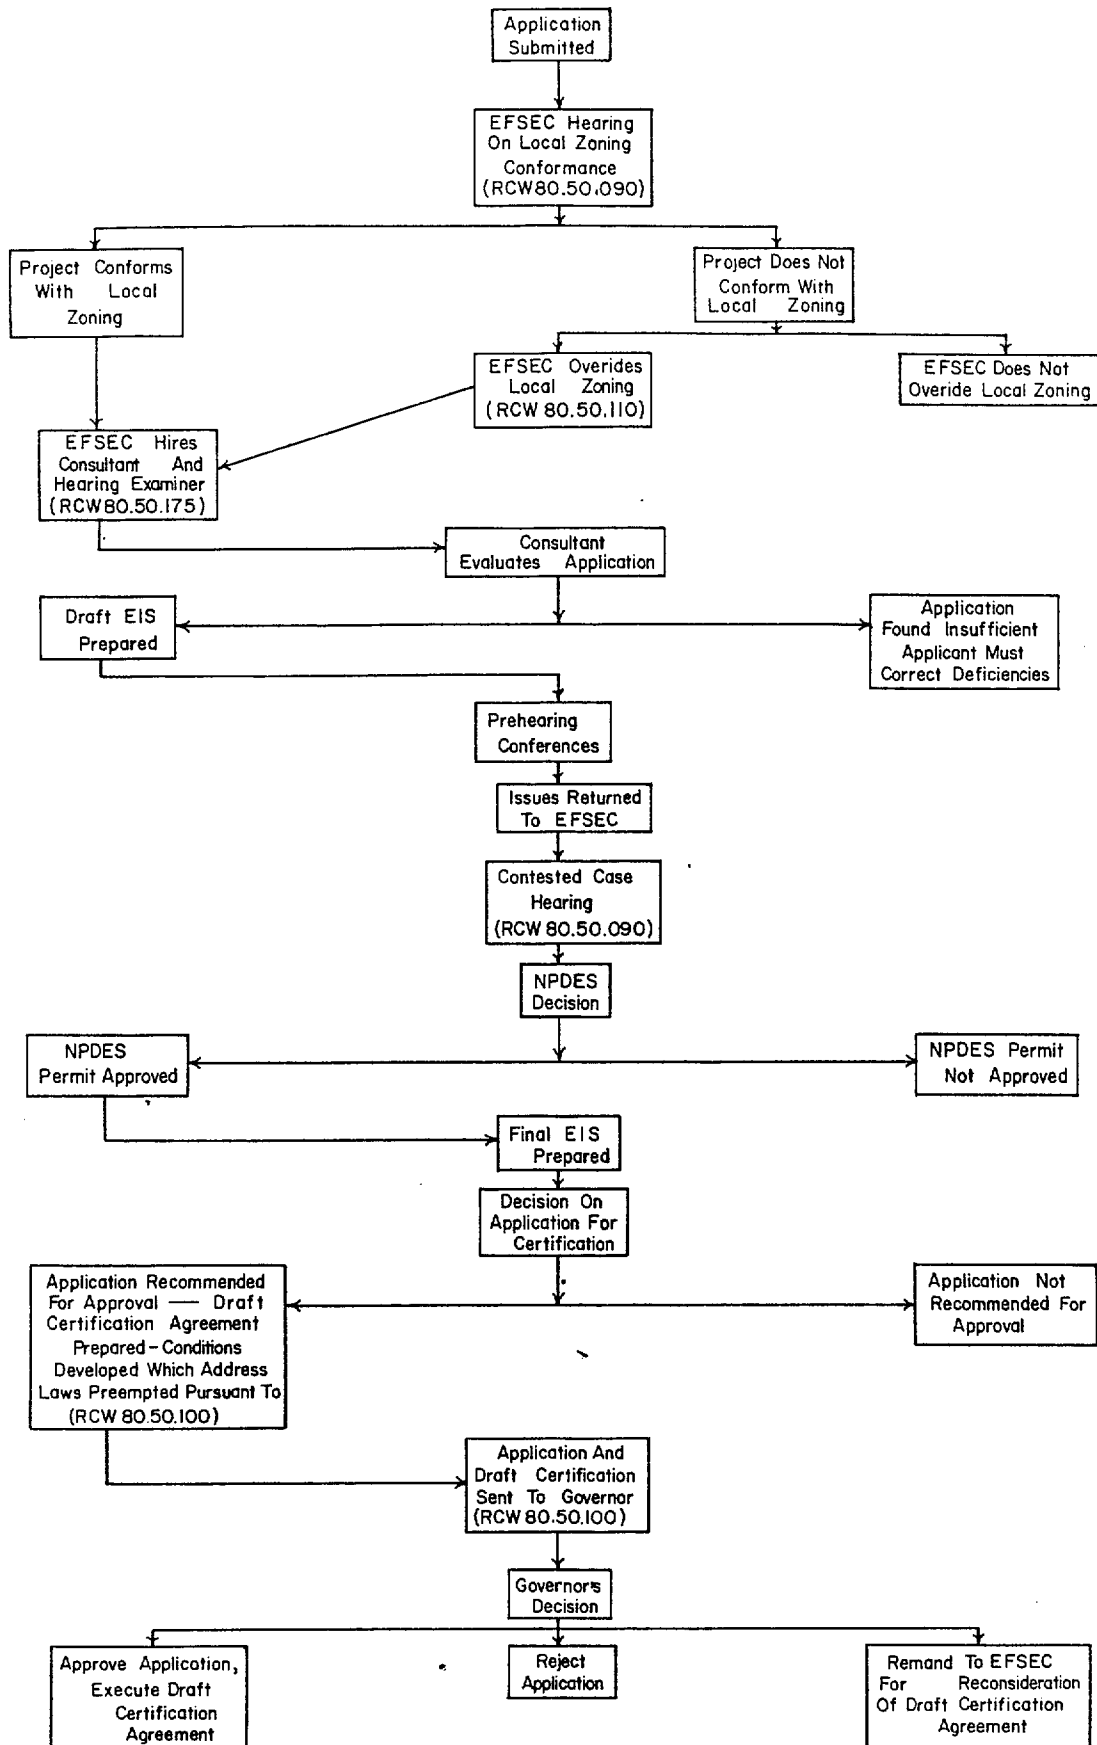 Application
Submitted
EFSEC Hearing
On Local Zoning
Conformance
(RCW 80.50.090)
Project Conforms
With Local
Zoning
Project Does Not
Conform With
Local Zoning
EFSEC Overides
Local Zoning
(RCW 80.50.110)
EFSEC Does Not
Overide Local Zoning
EFSEC Hires
Consultant And
Hearing Examiner
(RCW 80.50.175)
Consultant
Evaluates Application
Draft EIS
Prepared
Application
Found Insufficient
Applicant Must
Correct Deficiencies
Prehearing
Conferences
Issues Returned
To EFSEC
Contested Case
Hearing
(RCW 80.50.090)
NPDES
Decision
NPDES
Permit Approved
NPDES Permit
Not Approved
Final EIS
Prepared
Decision On
Application For
Certification
Application Recommended
For Approval — Draft
Certification Agreement
Prepared-Conditions
Developed Which Address
Laws Preempted Pursuant To
(RCW 80.50.100)
Application Not
Recommended For
Approval
Application And
Draft Certification
Sent To Governor
(RCW 80.50.100)
Governor's
Decision
Approve Application,
Execute Draft
Certification
Agreement
Reject
Application
Remand To EFSEC
For Reconsideration
Of Draft Certification
Agreement